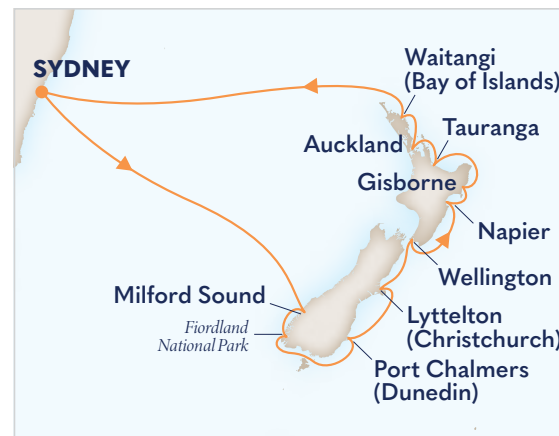 SYDNEY
Waitangi
(Bay of Islands)
Auckland
Tauranga
Gisborne
Napier
Wellington
Milford Sound
Fiordland
National Park
Lyttelton
(Christchurch)
Port Chalmers
(Dunedin)